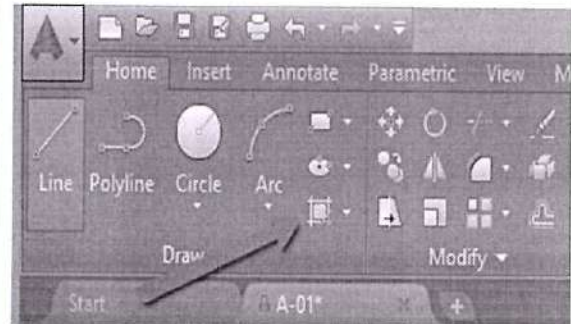 Home Insert Annotate Parametric View M
Line Polyline Circle Arc
Draw Modify
Start A-01*